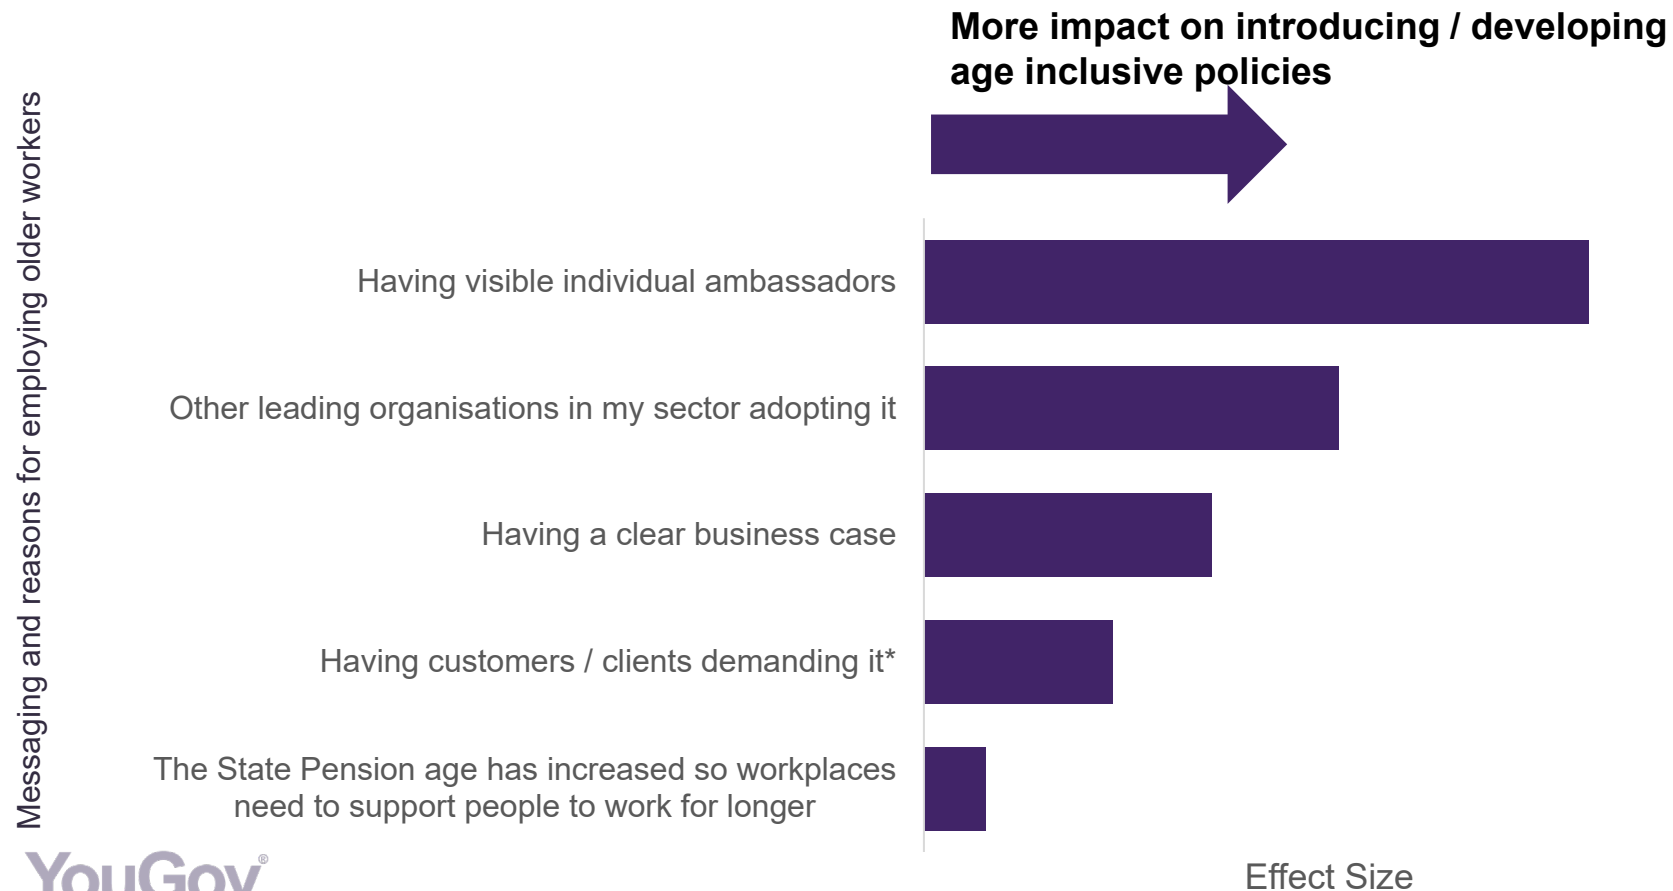 More impact on introducing / developing
age inclusive policies
Messaging and reasons for employing older workers
Having visible individual ambassadors
Other leading organisations in my sector adopting it
Having a clear business case
Having customers / clients demanding it*
The State Pension age has increased so workplaces
need to support people to work for longer
YouGov®
Effect Size